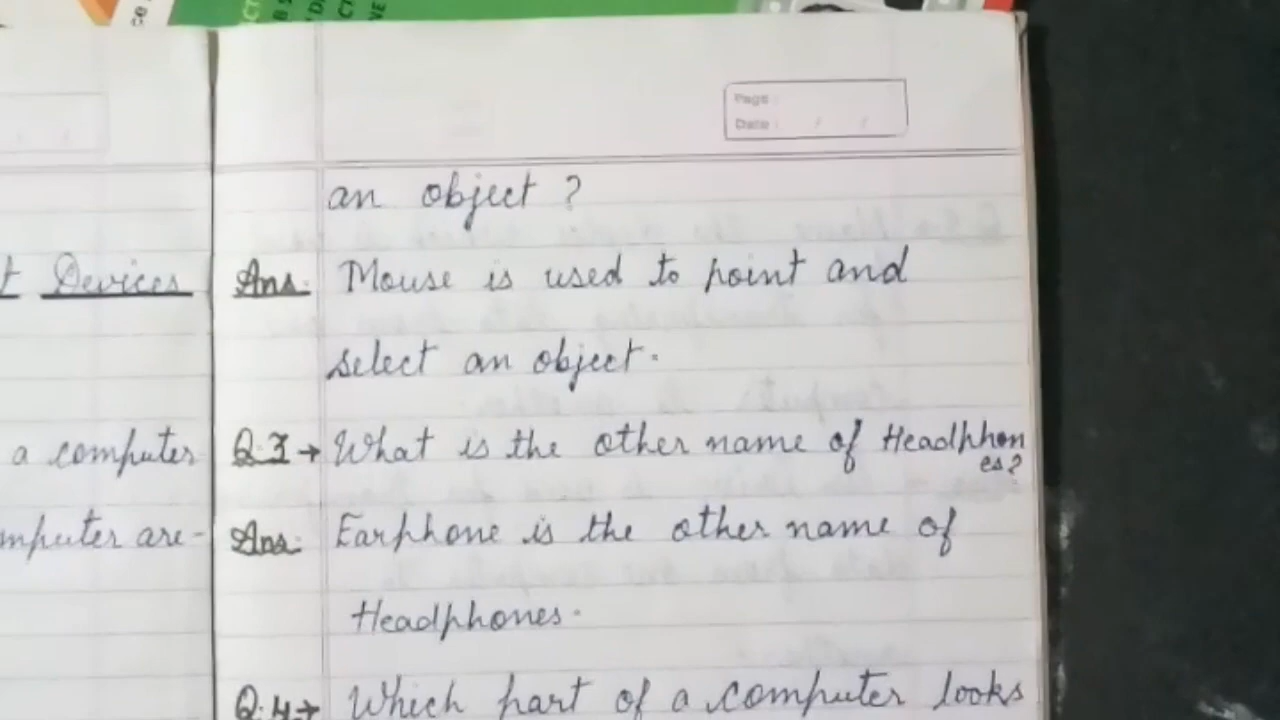 Page :
Date : / /
t Devices
a computer
mputer are-
an object ?
Ans. Mouse is used to point and
select an object.
Q.3→ What is the other name of Headphon
es?
Ans. Earphone is the other name of
Headphones.
Q.4→ Which part of a computer looks